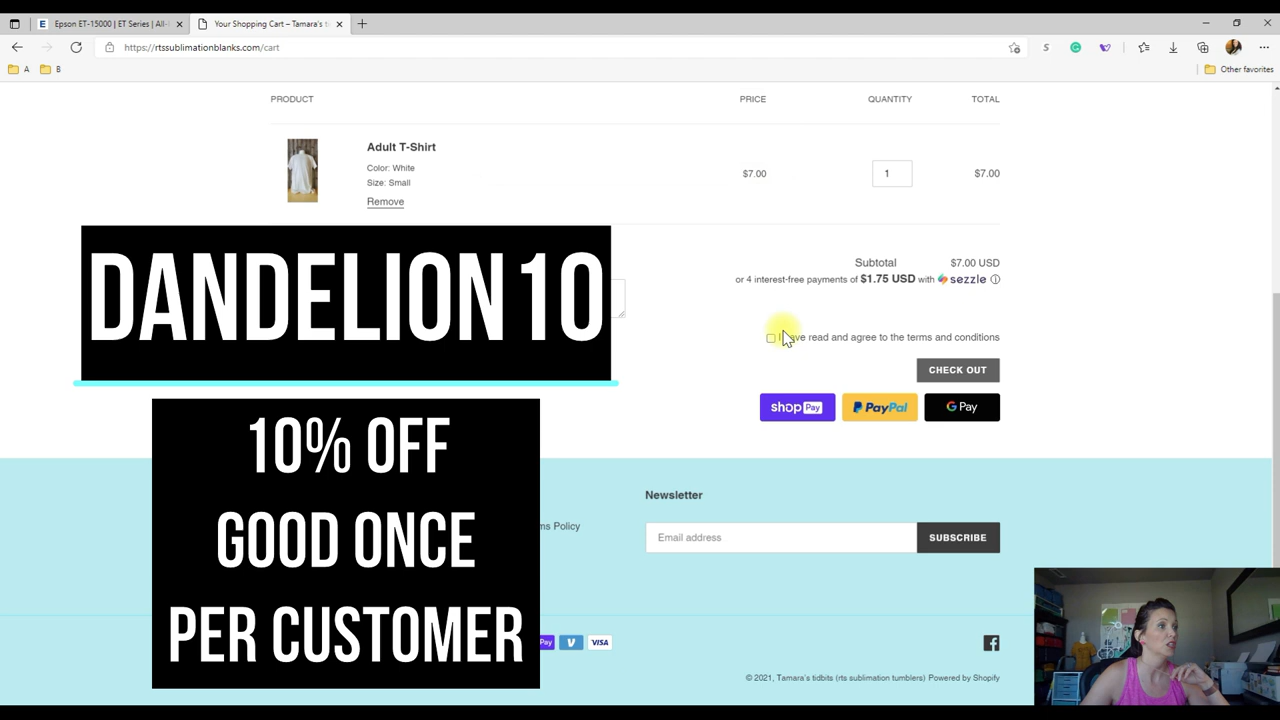 Epson ET-15000 | ET Series | All-
Your Shopping Cart – Tamara's ti
https://rtssublimationblanks.com/cart
A
B
Other favorites
PRODUCT
PRICE
QUANTITY
TOTAL
Adult T-Shirt
Color: White
Size: Small
Remove
$7.00
1
$7.00
DANDELION10
Subtotal
$7.00 USD
or 4 interest-free payments of $1.75 USD with sezzle
I have read and agree to the terms and conditions
CHECK OUT
shop Pay
PayPal
G Pay
10% OFF
GOOD ONCE
PER CUSTOMER
Newsletter
ms Policy
Email address
SUBSCRIBE
Pay
V
VISA
© 2021, Tamara's tidbits (rts sublimation tumblers) Powered by Shopify